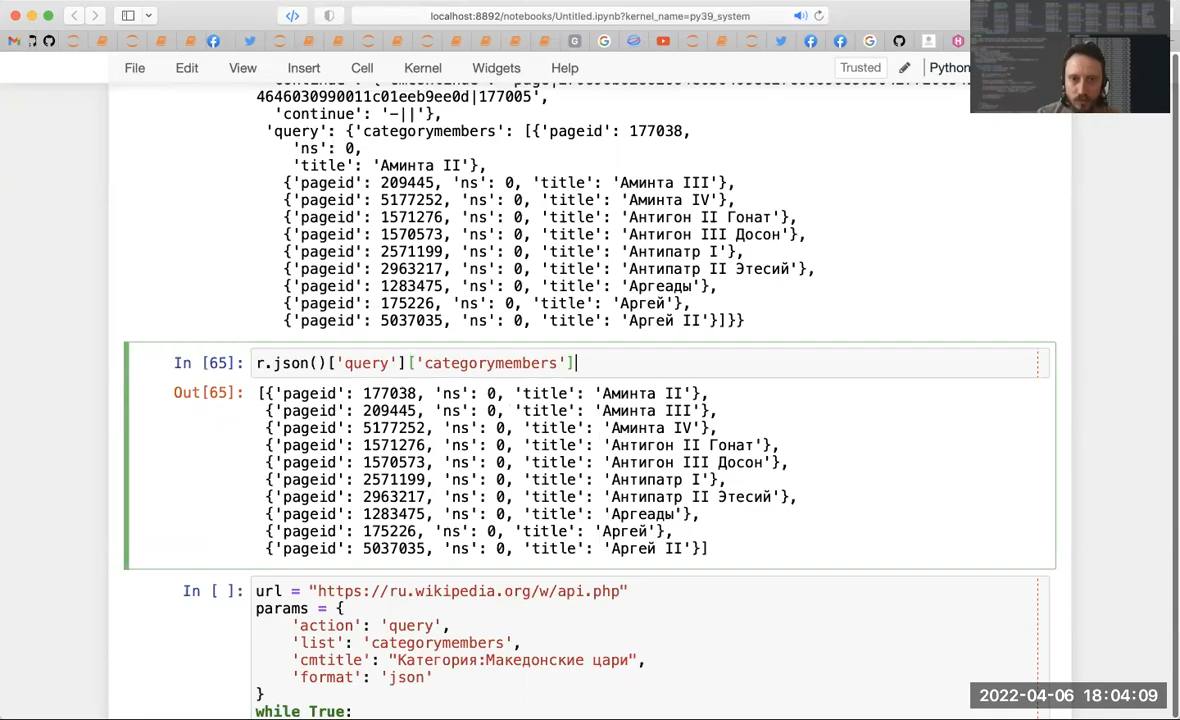 localhost:8892/notebooks/Untitled.ipynb?kernel_name=py39_system
File Edit View Insert Cell Kernel Widgets Help Trusted Python
4646030990011c01eeb9ee0d|177005',
'continue': '-||'},
'query': {'categorymembers': [{'pageid': 177038,
'ns': 0,
'title': 'Аминта II'},
{'pageid': 209445, 'ns': 0, 'title': 'Аминта III'},
{'pageid': 5177252, 'ns': 0, 'title': 'Аминта IV'},
{'pageid': 1571276, 'ns': 0, 'title': 'Антигон II Гонат'},
{'pageid': 1570573, 'ns': 0, 'title': 'Антигон III Досон'},
{'pageid': 2571199, 'ns': 0, 'title': 'Антипатр I'},
{'pageid': 2963217, 'ns': 0, 'title': 'Антипатр II Этесий'},
{'pageid': 1283475, 'ns': 0, 'title': 'Аргеады'},
{'pageid': 175226, 'ns': 0, 'title': 'Аргей'},
{'pageid': 5037035, 'ns': 0, 'title': 'Аргей II'}]}}
In [65]: r.json()['query']['categorymembers']
Out[65]: [{'pageid': 177038, 'ns': 0, 'title': 'Аминта II'},
{'pageid': 209445, 'ns': 0, 'title': 'Аминта III'},
{'pageid': 5177252, 'ns': 0, 'title': 'Аминта IV'},
{'pageid': 1571276, 'ns': 0, 'title': 'Антигон II Гонат'},
{'pageid': 1570573, 'ns': 0, 'title': 'Антигон III Досон'},
{'pageid': 2571199, 'ns': 0, 'title': 'Антипатр I'},
{'pageid': 2963217, 'ns': 0, 'title': 'Антипатр II Этесий'},
{'pageid': 1283475, 'ns': 0, 'title': 'Аргеады'},
{'pageid': 175226, 'ns': 0, 'title': 'Аргей'},
{'pageid': 5037035, 'ns': 0, 'title': 'Аргей II'}]
In [ ]: url = "https://ru.wikipedia.org/w/api.php"
params = {
'action': 'query',
'list': 'categorymembers',
'cmtitle': "Категория:Македонские цари",
'format': 'json'
}
while True:
2022-04-06 18:04:09